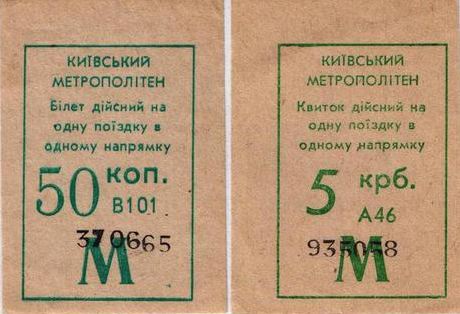 КИЇВСЬКИЙ
МЕТРОПОЛІТЕН
Білет дійсний на
одну поїздку в
одному напрямку
50 коп.
В101
370665
М
КИЇВСЬКИЙ
МЕТРОПОЛІТЕН
Квиток дійсний на
одну поїздку в
одному напрямку
5 крб.
А46
935058
М